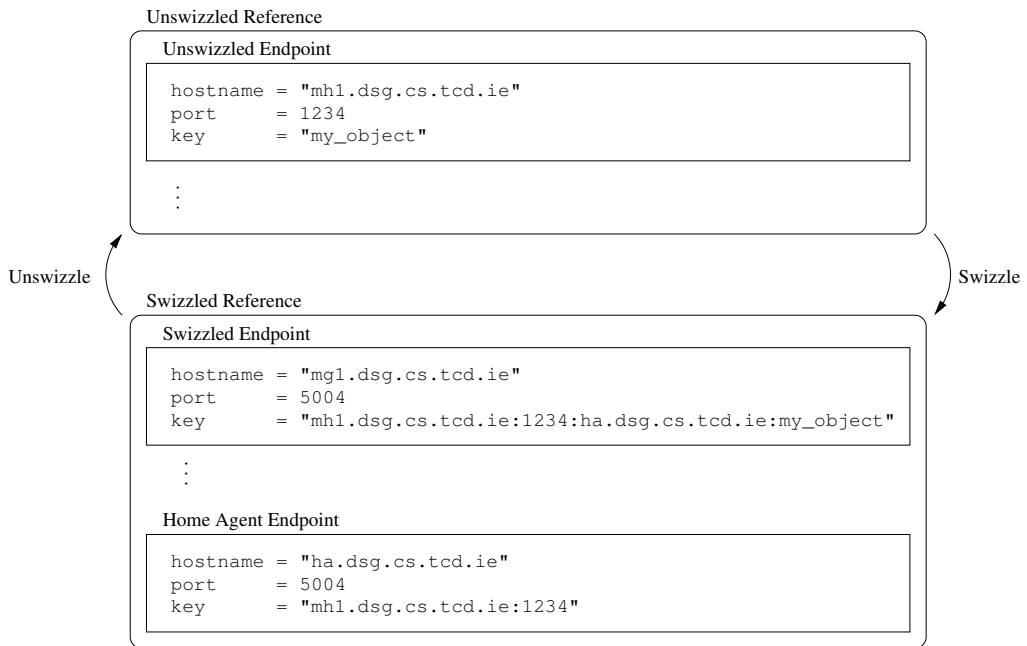 Unswizzled Reference
Unswizzled Endpoint
hostname = "mh1.dsg.cs.tcd.ie"
port = 1234
key = "my_object"
Unswizzle
Swizzle
Swizzled Reference
Swizzled Endpoint
hostname = "mg1.dsg.cs.tcd.ie"
port = 5004
key = "mh1.dsg.cs.tcd.ie:1234:ha.dsg.cs.tcd.ie:my_object"
Home Agent Endpoint
hostname = "ha.dsg.cs.tcd.ie"
port = 5004
key = "mh1.dsg.cs.tcd.ie:1234"